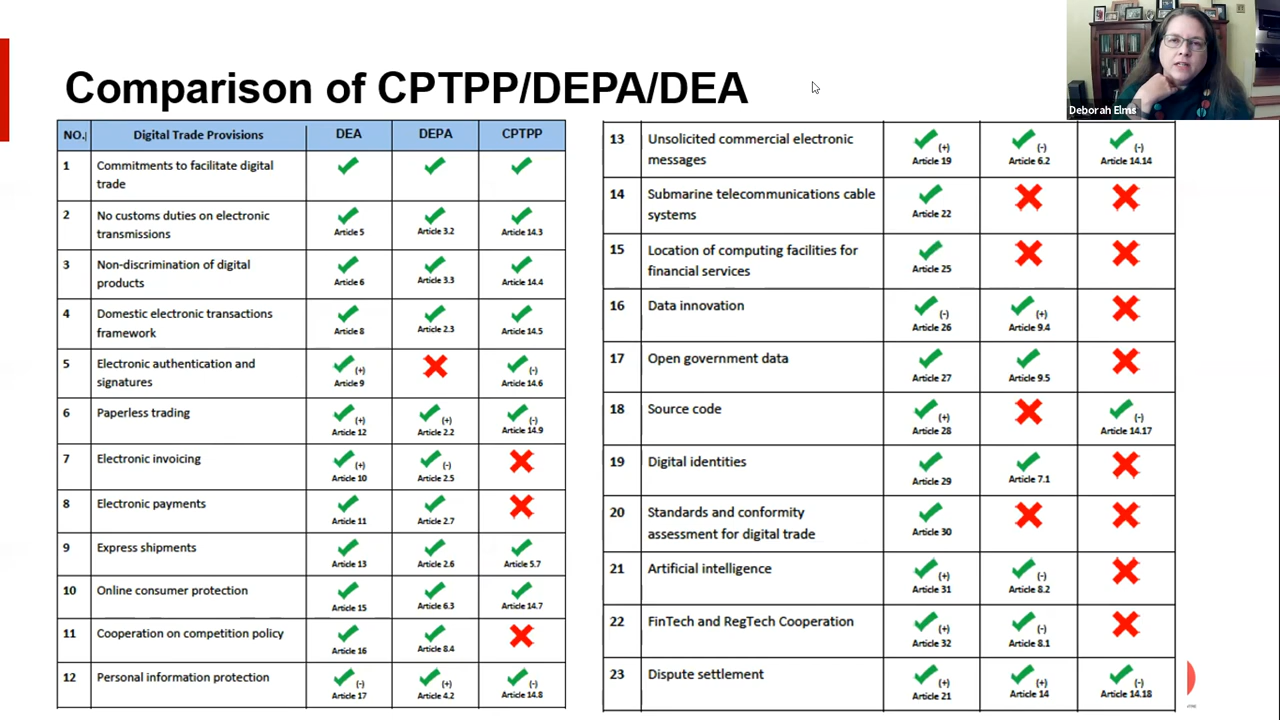 Deborah Elms
Comparison of CPTPP/DEPA/DEA
NO. Digital Trade Provisions DEA DEPA CPTPP
1 Commitments to facilitate digital
trade
2 No customs duties on electronic
transmissions
Article 5 Article 3.2 Article 14.3
3 Non-discrimination of digital
products
Article 6 Article 3.3 Article 14.4
4 Domestic electronic transactions
framework
Article 8 Article 2.3 Article 14.5
5 Electronic authentication and
signatures
(+) (-)
Article 9 Article 14.6
6 Paperless trading
(+) (+) (-)
Article 12 Article 2.2 Article 14.9
7 Electronic invoicing
(+) (-)
Article 10 Article 2.5
8 Electronic payments
Article 11 Article 2.7
9 Express shipments
Article 13 Article 2.6 Article 5.7
10 Online consumer protection
Article 15 Article 6.3 Article 14.7
11 Cooperation on competition policy
Article 16 Article 8.4
12 Personal information protection
(-) (+) (-)
Article 17 Article 4.2 Article 14.8
13 Unsolicited commercial electronic
messages
(+) (-) (-)
Article 19 Article 6.2 Article 14.14
14 Submarine telecommunications cable
systems
Article 22
15 Location of computing facilities for
financial services
Article 25
16 Data innovation
(-) (+)
Article 26 Article 9.4
17 Open government data
Article 27 Article 9.5
18 Source code
(+) (-)
Article 28 Article 14.17
19 Digital identities
Article 29 Article 7.1
20 Standards and conformity
assessment for digital trade
Article 30
21 Artificial intelligence
(+) (-)
Article 31 Article 8.2
22 FinTech and RegTech Cooperation
(+) (-)
Article 32 Article 8.1
23 Dispute settlement
(+) (+) (-)
Article 21 Article 14 Article 14.18